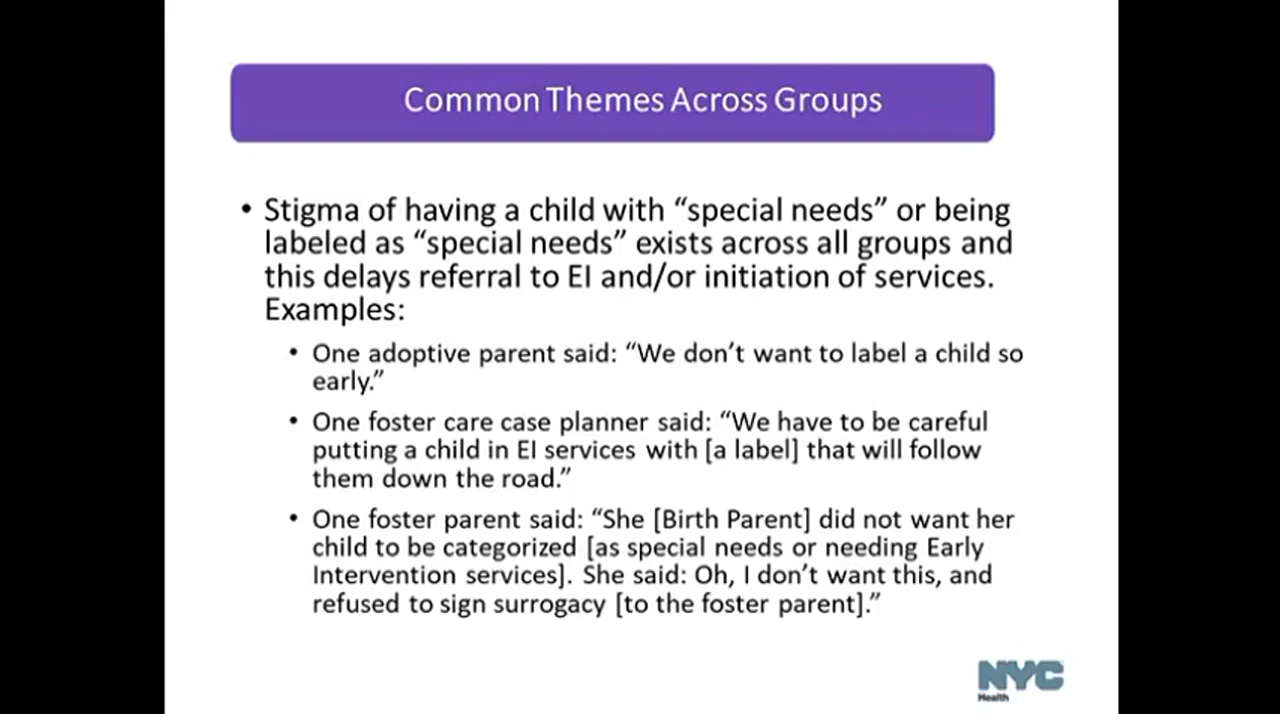 Common Themes Across Groups
• Stigma of having a child with “special needs” or being
labeled as “special needs” exists across all groups and
this delays referral to EI and/or initiation of services.
Examples:
• One adoptive parent said: “We don’t want to label a child so
early.”
• One foster care case planner said: “We have to be careful
putting a child in EI services with [a label] that will follow
them down the road.”
• One foster parent said: “She [Birth Parent] did not want her
child to be categorized [as special needs or needing Early
Intervention services]. She said: Oh, I don’t want this, and
refused to sign surrogacy [to the foster parent].”
NYC
Health